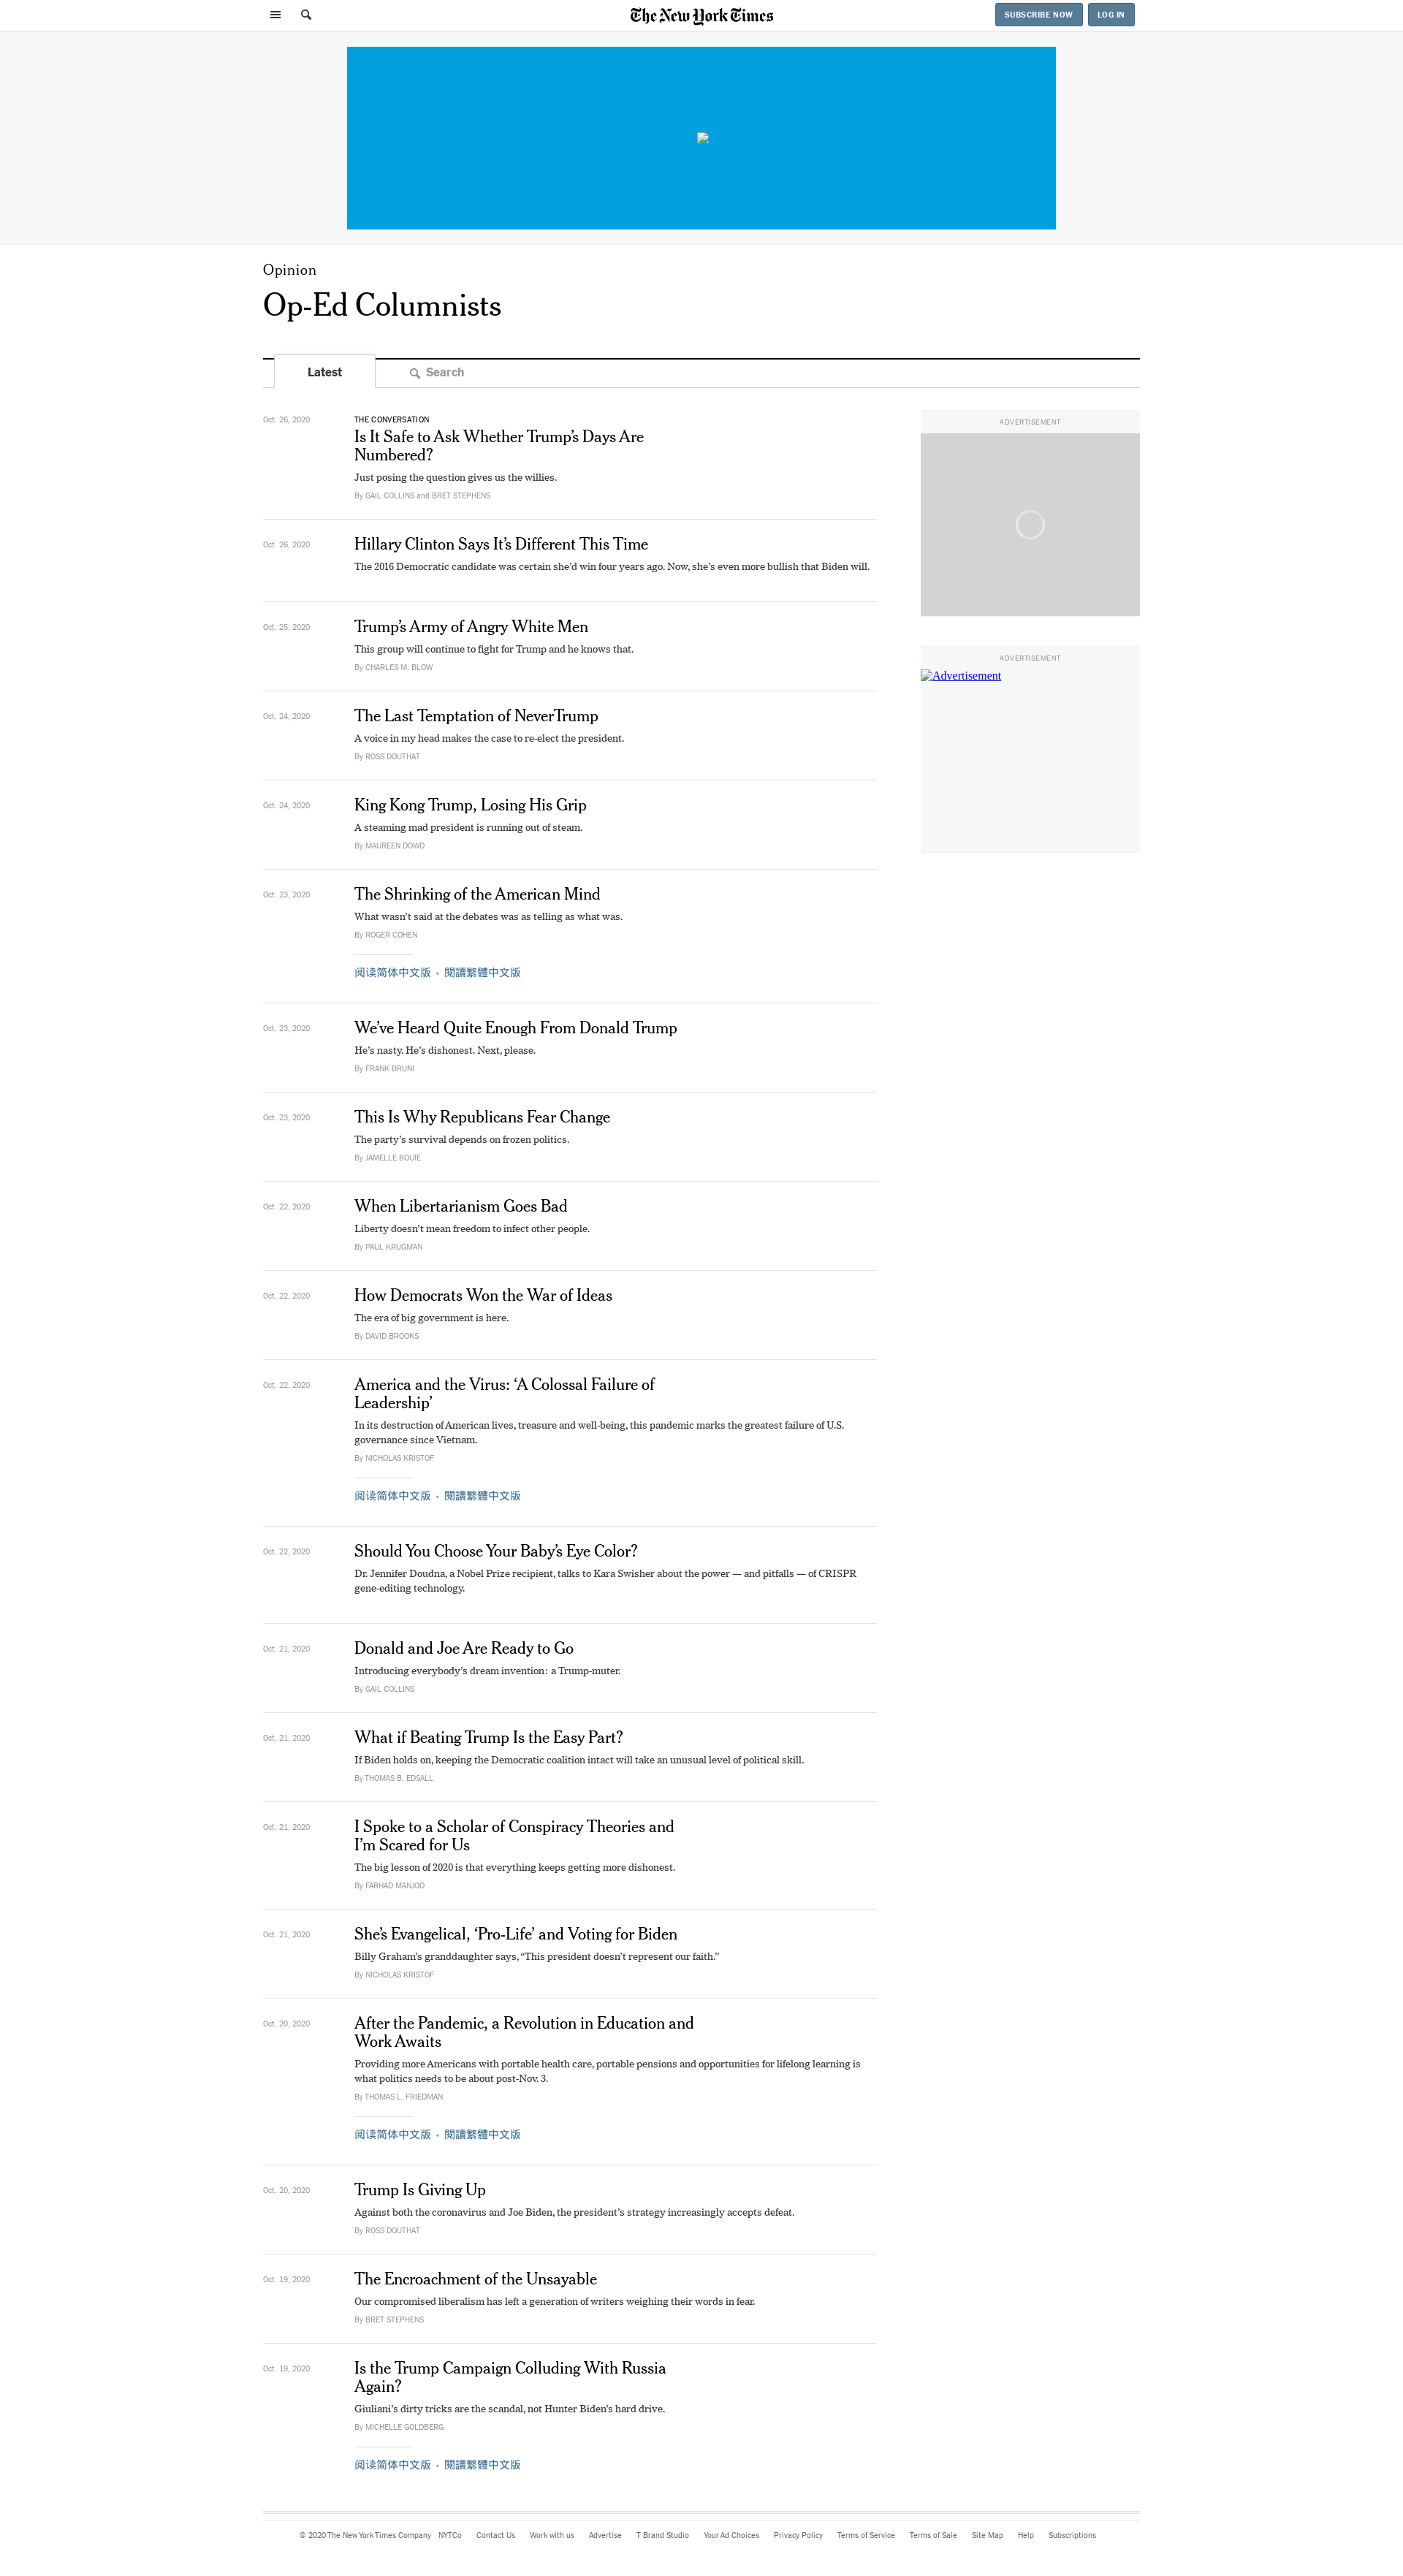 The New York Times
SUBSCRIBE NOW
LOG IN
Opinion
Op-Ed Columnists
Latest
Search
Oct. 26, 2020
THE CONVERSATION
Is It Safe to Ask Whether Trump’s Days Are
Numbered?
Just posing the question gives us the willies.
By GAIL COLLINS and BRET STEPHENS
Oct. 26, 2020
Hillary Clinton Says It’s Different This Time
The 2016 Democratic candidate was certain she’d win four years ago. Now, she’s even more bullish that Biden will.
Oct. 25, 2020
Trump’s Army of Angry White Men
This group will continue to fight for Trump and he knows that.
By CHARLES M. BLOW
Oct. 24, 2020
The Last Temptation of NeverTrump
A voice in my head makes the case to re-elect the president.
By ROSS DOUTHAT
Oct. 24, 2020
King Kong Trump, Losing His Grip
A steaming mad president is running out of steam.
By MAUREEN DOWD
Oct. 23, 2020
The Shrinking of the American Mind
What wasn’t said at the debates was as telling as what was.
By ROGER COHEN
阅读简体中文版 • 閱讀繁體中文版
Oct. 23, 2020
We’ve Heard Quite Enough From Donald Trump
He’s nasty. He’s dishonest. Next, please.
By FRANK BRUNI
Oct. 23, 2020
This Is Why Republicans Fear Change
The party’s survival depends on frozen politics.
By JAMELLE BOUIE
Oct. 22, 2020
When Libertarianism Goes Bad
Liberty doesn’t mean freedom to infect other people.
By PAUL KRUGMAN
Oct. 22, 2020
How Democrats Won the War of Ideas
The era of big government is here.
By DAVID BROOKS
Oct. 22, 2020
America and the Virus: ‘A Colossal Failure of
Leadership’
In its destruction of American lives, treasure and well-being, this pandemic marks the greatest failure of U.S.
governance since Vietnam.
By NICHOLAS KRISTOF
阅读简体中文版 • 閱讀繁體中文版
Oct. 22, 2020
Should You Choose Your Baby’s Eye Color?
Dr. Jennifer Doudna, a Nobel Prize recipient, talks to Kara Swisher about the power — and pitfalls — of CRISPR
gene-editing technology.
Oct. 21, 2020
Donald and Joe Are Ready to Go
Introducing everybody’s dream invention: a Trump-muter.
By GAIL COLLINS
Oct. 21, 2020
What if Beating Trump Is the Easy Part?
If Biden holds on, keeping the Democratic coalition intact will take an unusual level of political skill.
By THOMAS B. EDSALL
Oct. 21, 2020
I Spoke to a Scholar of Conspiracy Theories and
I’m Scared for Us
The big lesson of 2020 is that everything keeps getting more dishonest.
By FARHAD MANJOO
Oct. 21, 2020
She’s Evangelical, ‘Pro-Life’ and Voting for Biden
Billy Graham’s granddaughter says, “This president doesn’t represent our faith.”
By NICHOLAS KRISTOF
Oct. 20, 2020
After the Pandemic, a Revolution in Education and
Work Awaits
Providing more Americans with portable health care, portable pensions and opportunities for lifelong learning is
what politics needs to be about post-Nov. 3.
By THOMAS L. FRIEDMAN
阅读简体中文版 • 閱讀繁體中文版
Oct. 20, 2020
Trump Is Giving Up
Against both the coronavirus and Joe Biden, the president’s strategy increasingly accepts defeat.
By ROSS DOUTHAT
Oct. 19, 2020
The Encroachment of the Unsayable
Our compromised liberalism has left a generation of writers weighing their words in fear.
By BRET STEPHENS
Oct. 19, 2020
Is the Trump Campaign Colluding With Russia
Again?
Giuliani’s dirty tricks are the scandal, not Hunter Biden’s hard drive.
By MICHELLE GOLDBERG
阅读简体中文版 • 閱讀繁體中文版
ADVERTISEMENT
ADVERTISEMENT
Advertisement
© 2020 The New York Times Company NYTCo Contact Us Work with us Advertise T Brand Studio Your Ad Choices Privacy Policy Terms of Service Terms of Sale Site Map Help Subscriptions